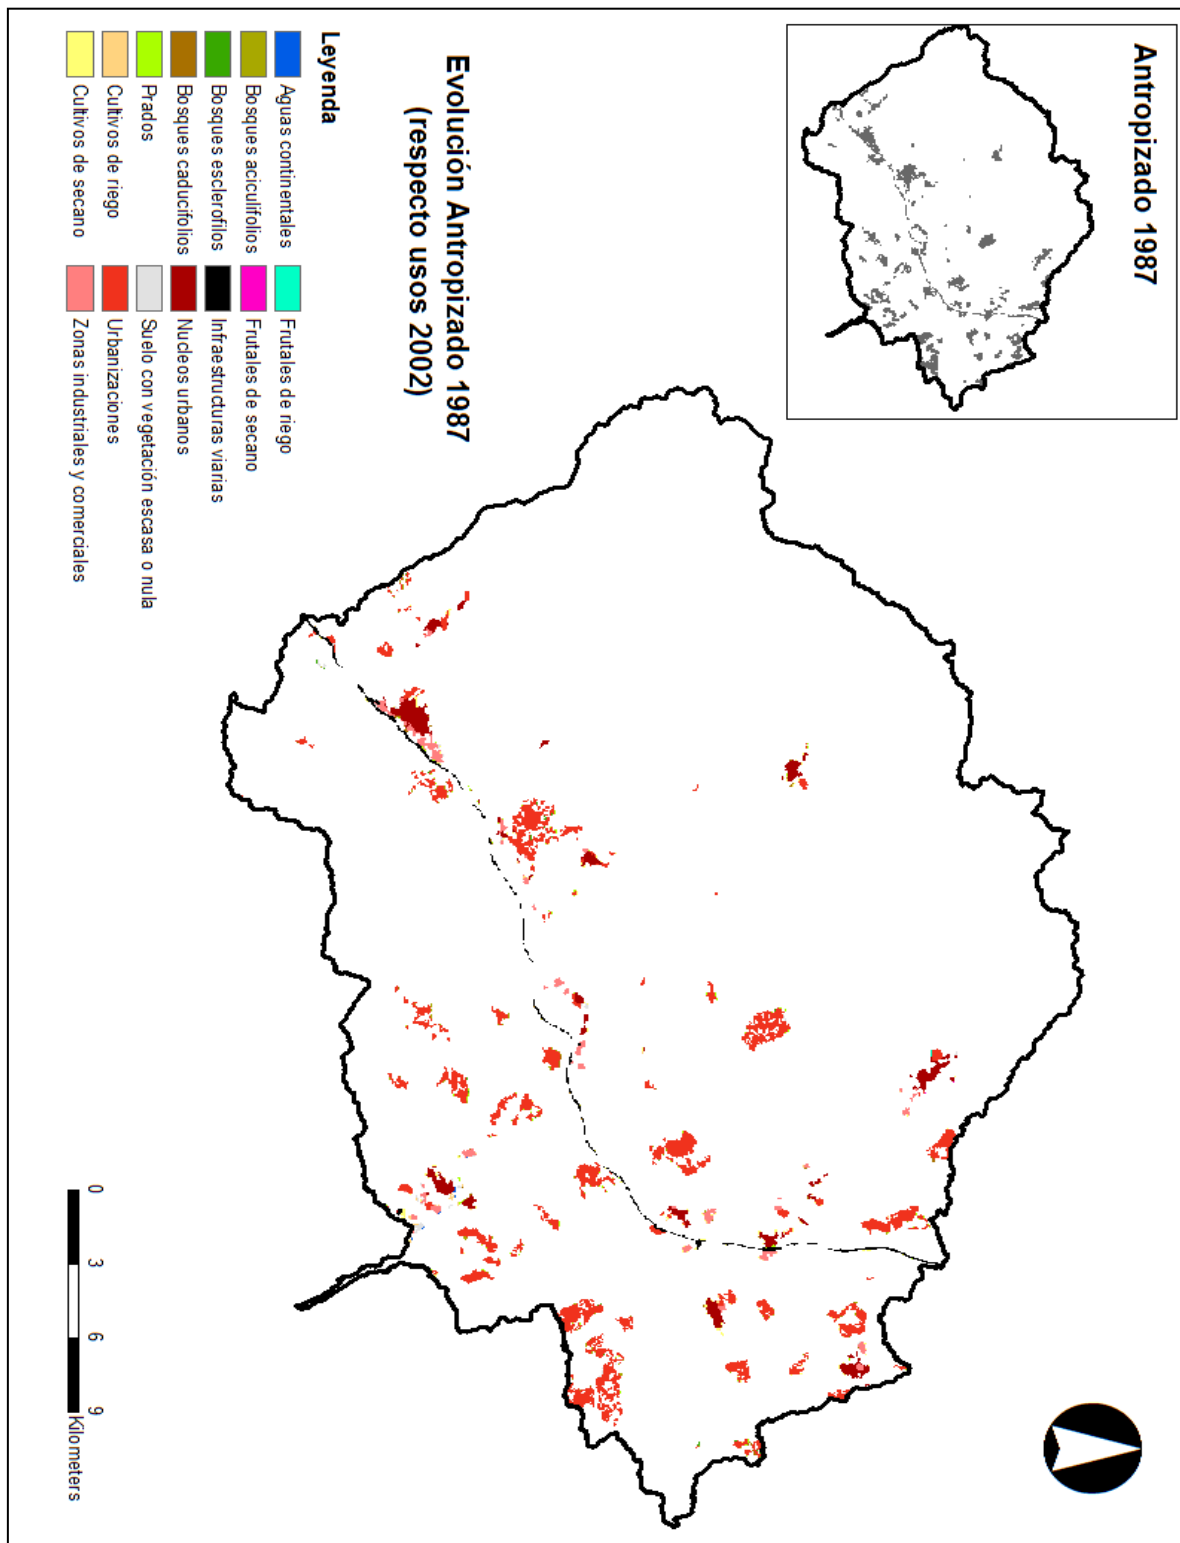 Antropizado 1987
Evolución Antropizado 1987
(respecto usos 2002)
Leyenda
Aguas continentales
Bosques aciculifolios
Bosques esclerofilos
Bosques caducifolios
Prados
Cultivos de riego
Cultivos de secano
Frutales de riego
Frutales de secano
Infraestructuras viarias
Nucleos urbanos
Suelo con vegetación escasa o nula
Urbanizaciones
Zonas industriales y comerciales
0 3 6 9
Kilometers